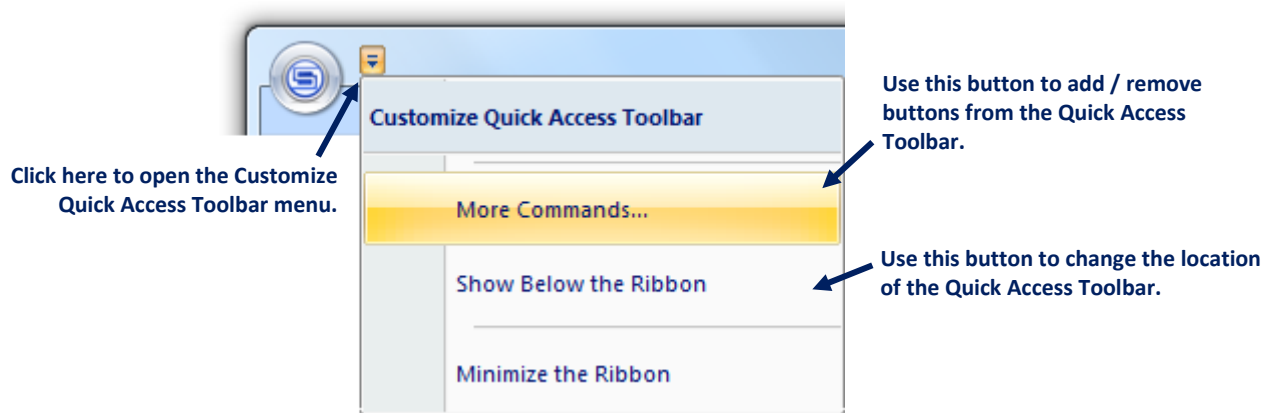 Customize Quick Access Toolbar
Use this button to add / remove
buttons from the Quick Access
Toolbar.
Click here to open the Customize
Quick Access Toolbar menu.
More Commands...
Use this button to change the location
of the Quick Access Toolbar.
Show Below the Ribbon
Minimize the Ribbon